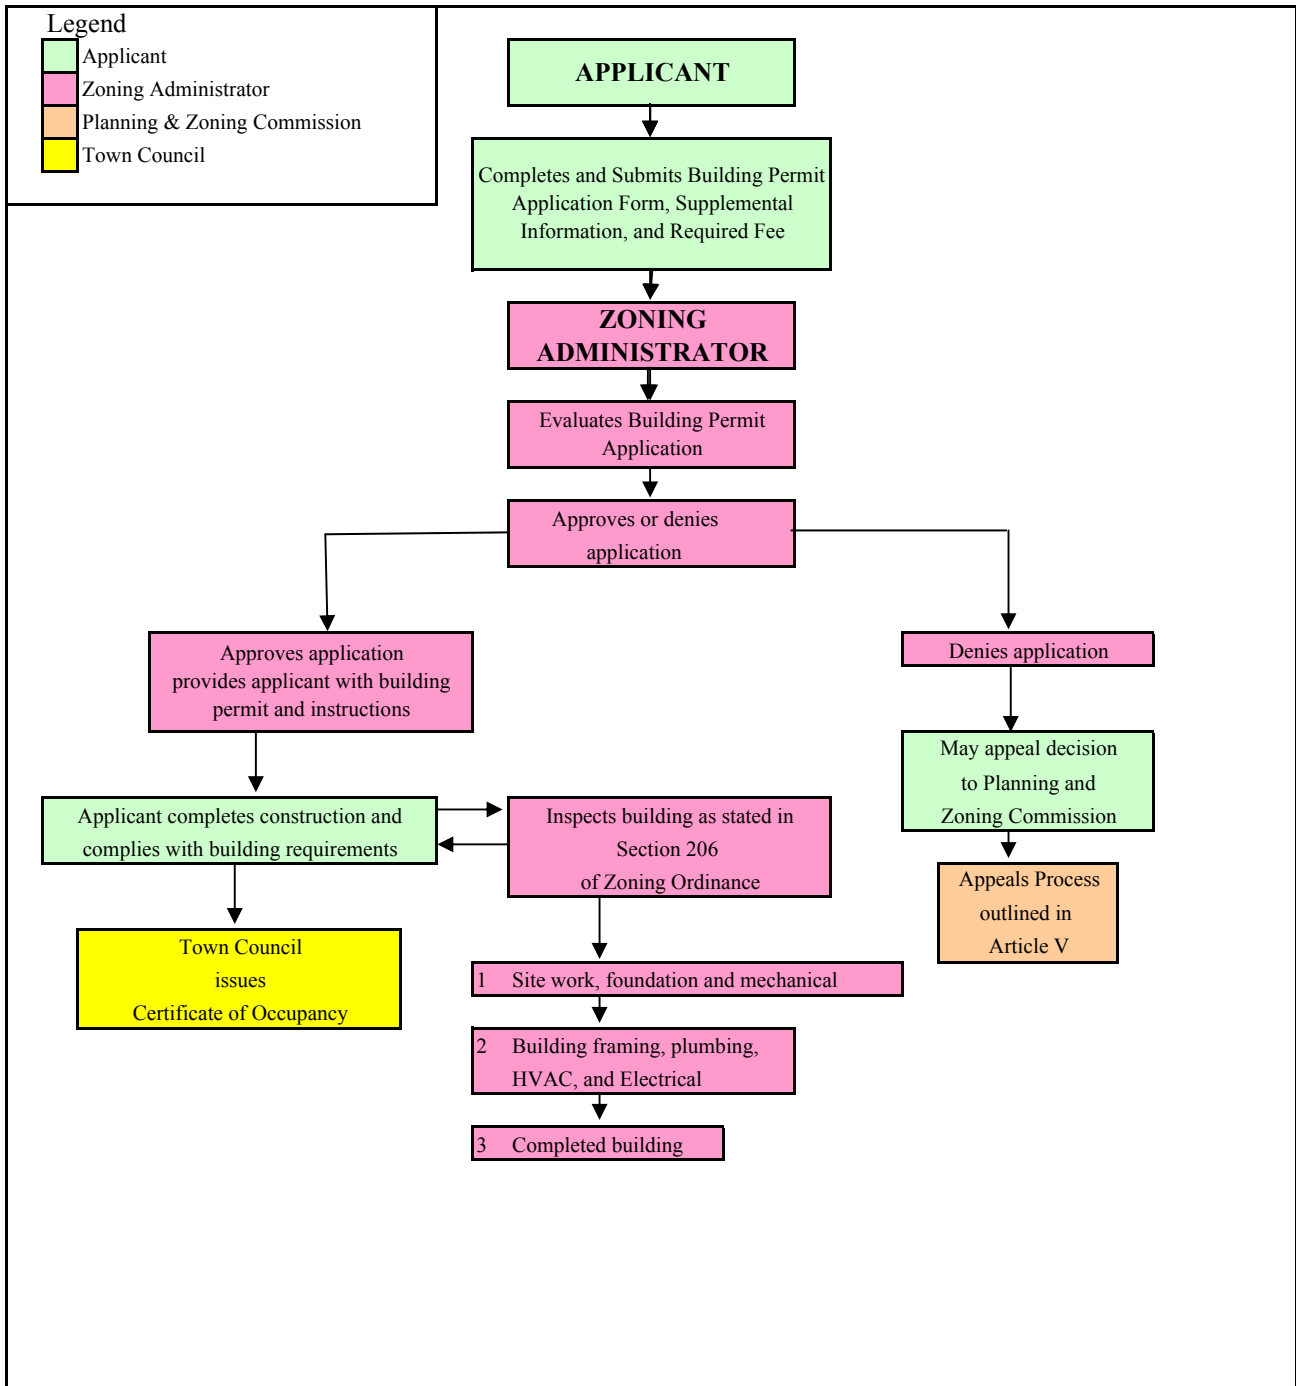 Legend
Applicant
Zoning Administrator
Planning & Zoning Commission
Town Council
APPLICANT
Completes and Submits Building Permit
Application Form, Supplemental
Information, and Required Fee
ZONING
ADMINISTRATOR
Evaluates Building Permit
Application
Approves or denies
application
Approves application
provides applicant with building
permit and instructions
Denies application
May appeal decision
to Planning and
Zoning Commission
Applicant completes construction and
complies with building requirements
Inspects building as stated in
Section 206
of Zoning Ordinance
Appeals Process
outlined in
Article V
Town Council
issues
Certificate of Occupancy
1 Site work, foundation and mechanical
2 Building framing, plumbing,
HVAC, and Electrical
3 Completed building